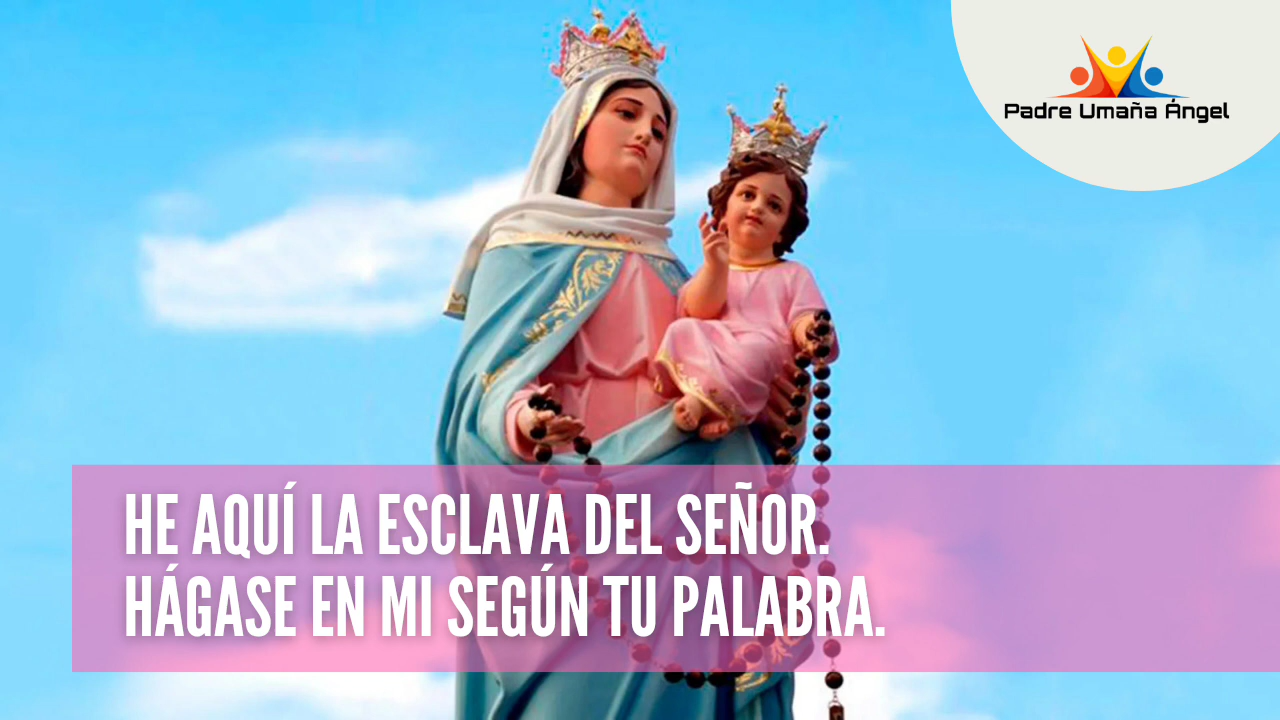 Padre Umaña Ángel
HE AQUÍ LA ESCLAVA DEL SEÑOR.
HÁGASE EN MI SEGÚN TU PALABRA.